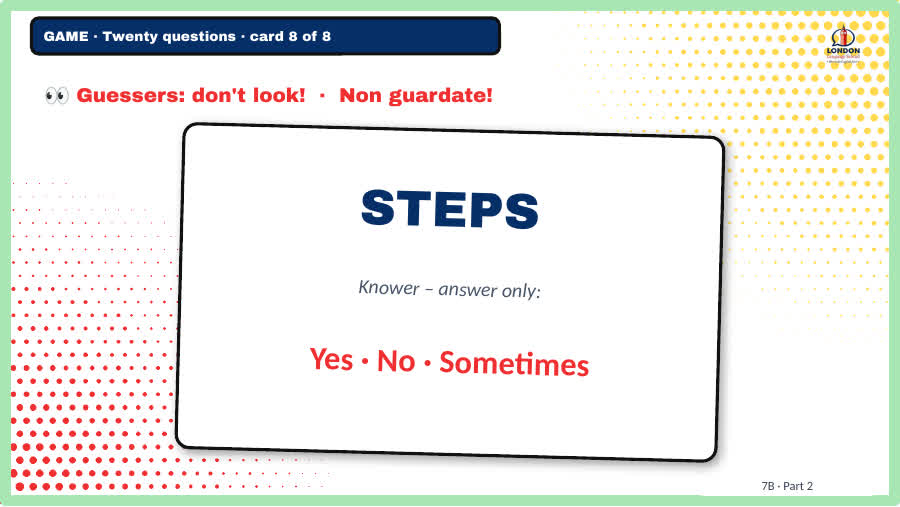 GAME · Twenty questions · card 8 of 8
LONDON
👀 Guessers: don't look! · Non guardate!
STEPS
Knower – answer only:
Yes · No · Sometimes
7B · Part 2